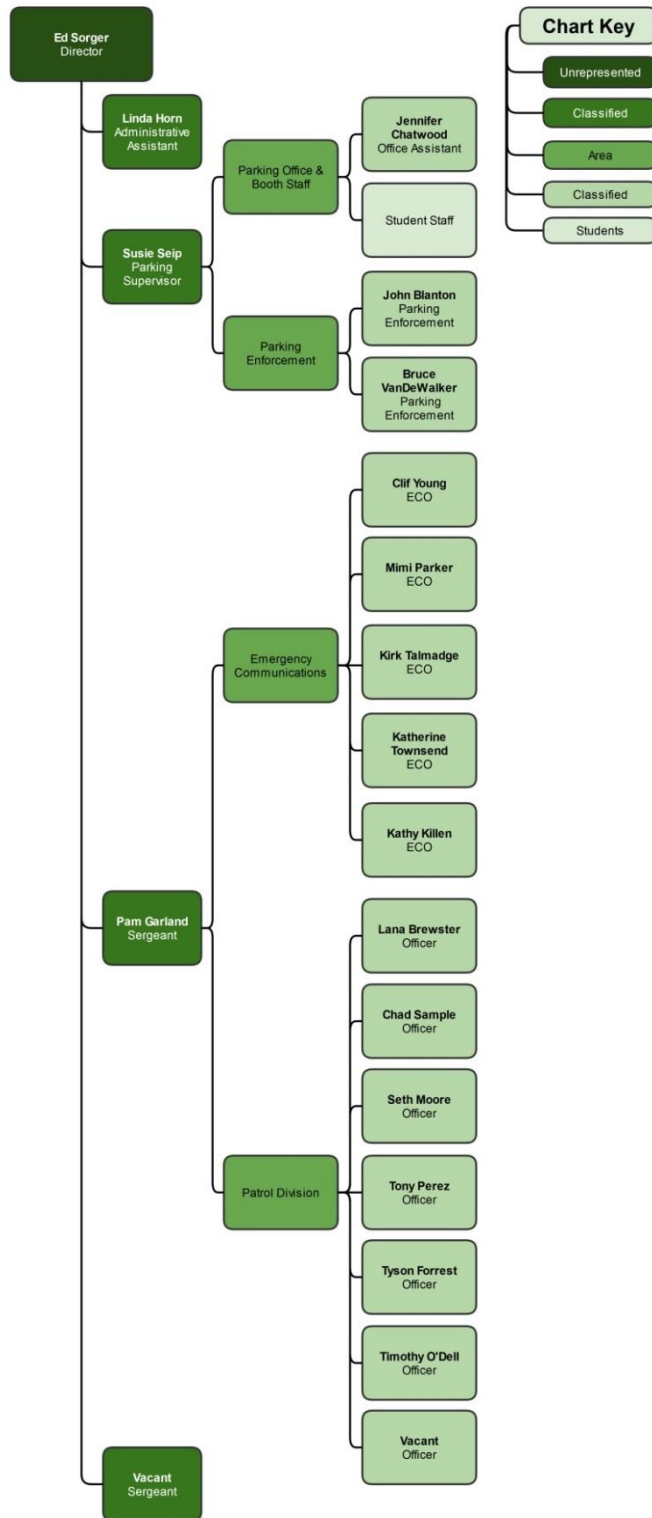 Ed Sorger
Director
Linda Horn
Administrative
Assistant
Susie Seip
Parking
Supervisor
Parking Office &
Booth Staff
Jennifer
Chatwood
Office Assistant
Student Staff
Parking
Enforcement
John Blanton
Parking
Enforcement
Bruce
VanDeWalker
Parking
Enforcement
Pam Garland
Sergeant
Emergency
Communications
Clif Young
ECO
Mimi Parker
ECO
Kirk Talmadge
ECO
Katherine
Townsend
ECO
Kathy Killen
ECO
Patrol Division
Lana Brewster
Officer
Chad Sample
Officer
Seth Moore
Officer
Tony Perez
Officer
Tyson Forrest
Officer
Timothy O'Dell
Officer
Vacant
Officer
Vacant
Sergeant
Chart Key
Unrepresented
Classified
Area
Classified
Students